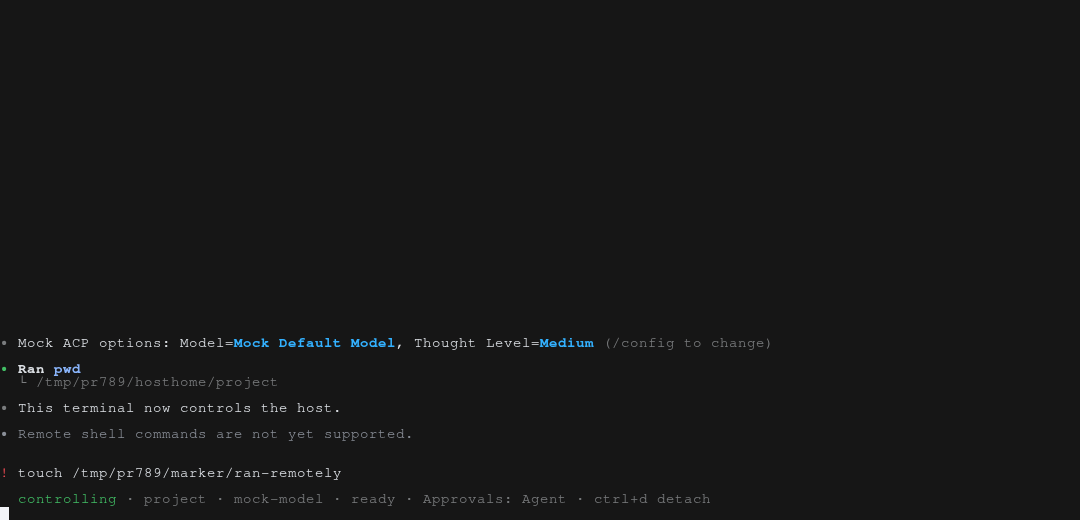 • Mock ACP options: Model=Mock Default Model, Thought Level=Medium (/config to change)
• Ran pwd
└ /tmp/pr789/hosthome/project
• This terminal now controls the host.
• Remote shell commands are not yet supported.
! touch /tmp/pr789/marker/ran-remotely
controlling · project · mock-model · ready · Approvals: Agent · ctrl+d detach